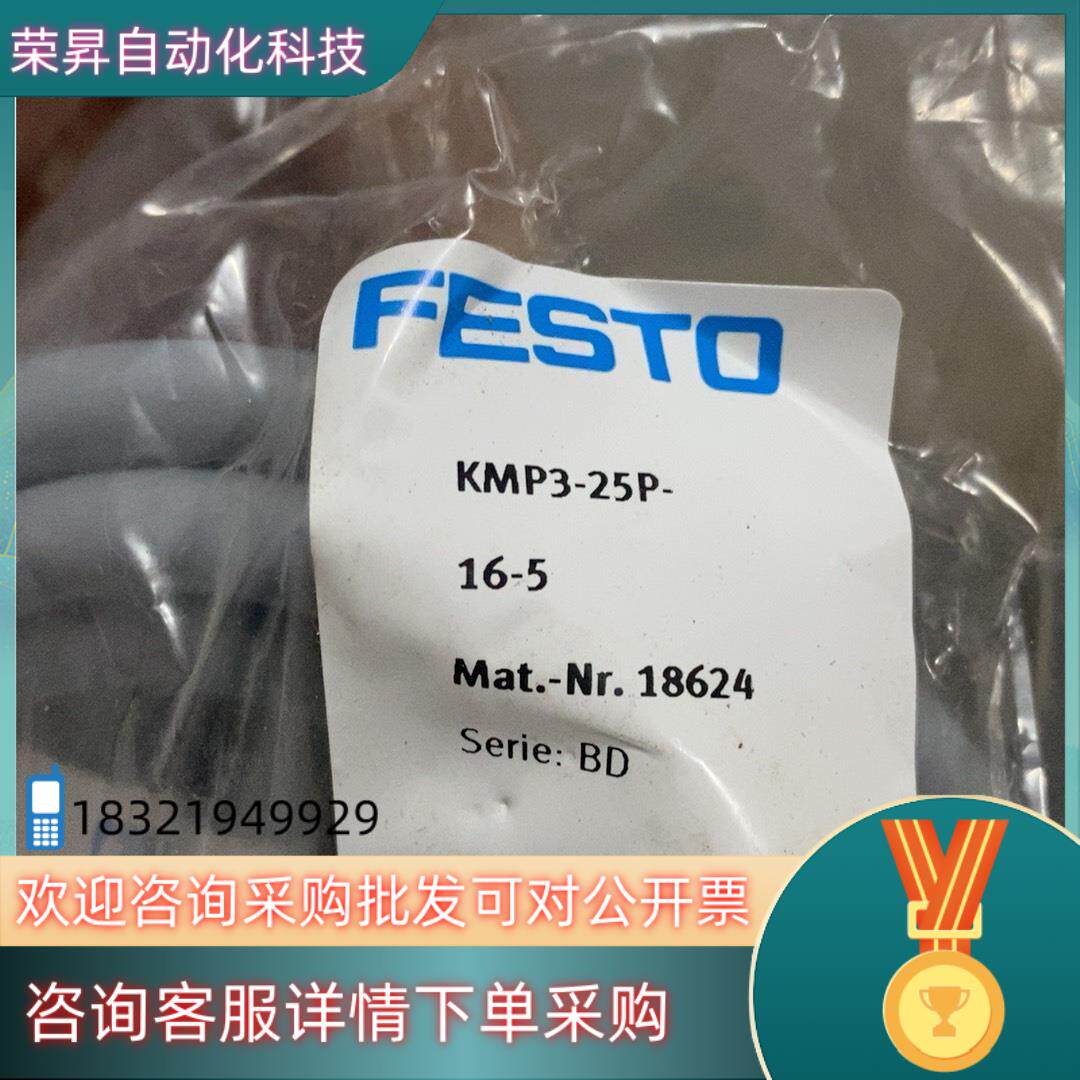 荣昇自动化科技
FESTO
KMP3-25P-
16-5
Mat.-Nr. 18624
Serie: BD
18321949929
欢迎咨询采购批发可对公开票
咨询客服详情下单采购